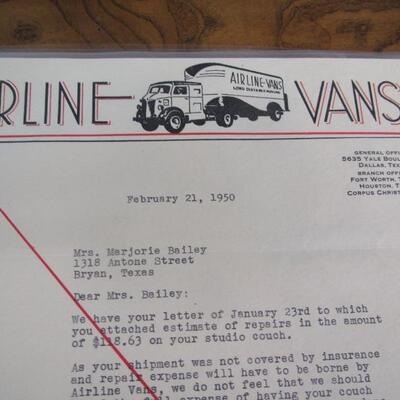 RLINE VANS
AIRLINE-VANS
LONG DISTANCE MOVING
GENERAL OFFI
5635 YALE BOUL
DALLAS, TEX
BRANCH OFFI
FORT WORTH, T
HOUSTON, T
CORPUS CHRIST
February 21, 1950
Mrs. Marjorie Bailey
1318 Antone Street
Bryan, Texas
Dear Mrs. Bailey:
We have your letter of January 23rd to which
you attached estimate of repairs in the amount
of $118.63 on your studio couch.
As your shipment was not covered by insurance
and repair expense will have to be borne by
Airline Vans, we do not feel that we should
expense of having your couch